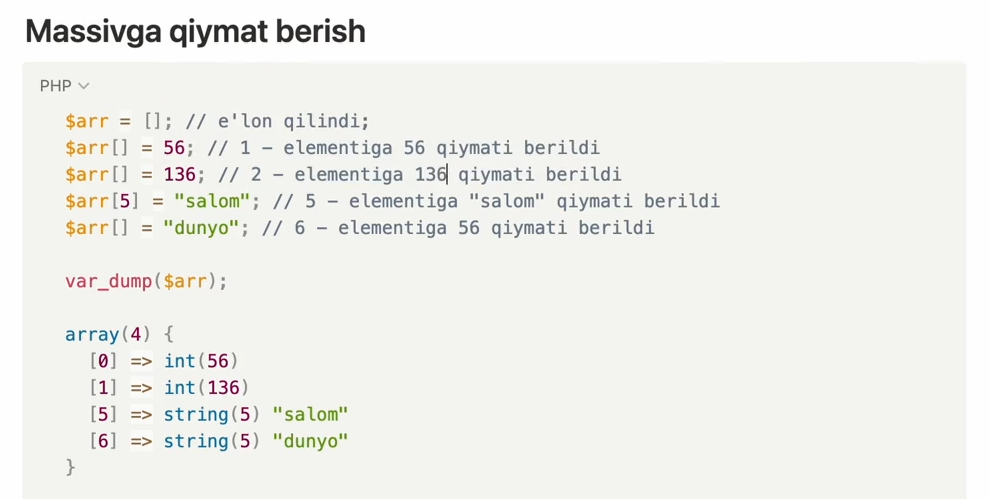 Massivga qiymat berish
PHP
$arr = []; // e'lon qilindi;
$arr[] = 56; // 1 – elementiga 56 qiymati berildi
$arr[] = 136; // 2 – elementiga 136 qiymati berildi
$arr[5] = "salom"; // 5 – elementiga "salom" qiymati berildi
$arr[] = "dunyo"; // 6 – elementiga 56 qiymati berildi
var_dump($arr);
array(4) {
[0] => int(56)
[1] => int(136)
[5] => string(5) "salom"
[6] => string(5) "dunyo"
}